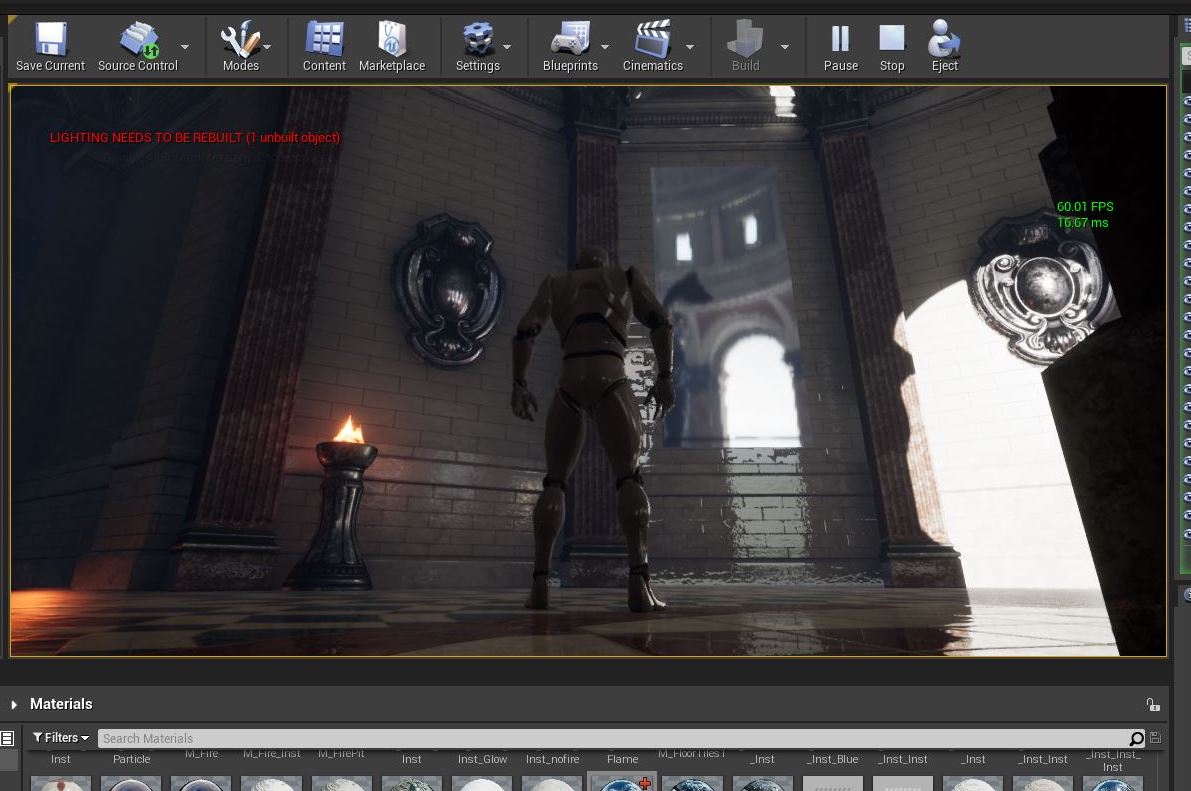 Save Current
Source Control
Modes
Content
Marketplace
Settings
Blueprints
Cinematics
Build
Pause
Stop
Eject
LIGHTING NEEDS TO BE REBUILT (1 unbuilt object)
60.01 FPS
16.67 ms
Materials
Filters
Search Materials
Inst
Particle
M_Fire
M_Fire_Inst
M_FirePit
Inst
Inst_Glow
Inst_nofire
Flame
M_FloorTiles1
_Inst
_Inst_Blue
_Inst_Inst
_Inst
_Inst_Inst
_Inst_Inst_
Inst